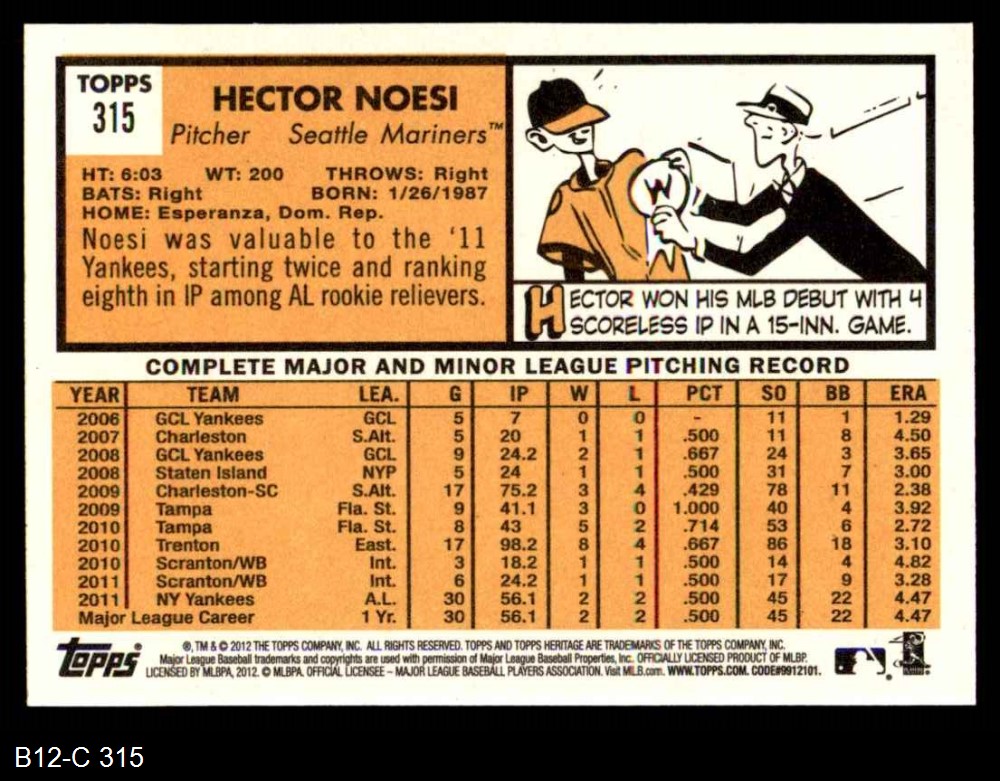 TOPPS
315
HECTOR NOESI
Pitcher Seattle Mariners™
HT: 6:03 WT: 200 THROWS: Right
BATS: Right BORN: 1/26/1987
HOME: Esperanza, Dom. Rep.
Noesi was valuable to the '11
Yankees, starting twice and ranking
eighth in IP among AL rookie relievers.
W
HECTOR WON HIS MLB DEBUT WITH 4
SCORELESS IP IN A 15-INN. GAME.
COMPLETE MAJOR AND MINOR LEAGUE PITCHING RECORD
YEAR TEAM LEA. G IP W L PCT SO BB ERA
2006 GCL Yankees GCL 5 7 0 0 - 11 1 1.29
2007 Charleston S.Alt. 5 20 1 1 .500 11 8 4.50
2008 GCL Yankees GCL 9 24.2 2 1 .667 24 3 3.65
2008 Staten Island NYP 5 24 1 1 .500 31 7 3.00
2009 Charleston-SC S.Alt. 17 75.2 3 4 .429 78 11 2.38
2009 Tampa Fla. St. 9 41.1 3 0 1.000 40 4 3.92
2010 Tampa Fla. St. 8 43 5 2 .714 53 6 2.72
2010 Trenton East. 17 98.2 8 4 .667 86 18 3.10
2010 Scranton/WB Int. 3 18.2 1 1 .500 14 4 4.82
2011 Scranton/WB Int. 6 24.2 1 1 .500 17 9 3.28
2011 NY Yankees A.L. 30 56.1 2 2 .500 45 22 4.47
Major League Career 1 Yr. 30 56.1 2 2 .500 45 22 4.47
topps®
®, TM & © 2012 THE TOPPS COMPANY, INC. ALL RIGHTS RESERVED. TOPPS AND TOPPS HERITAGE ARE TRADEMARKS OF THE TOPPS COMPANY, INC.
Major League Baseball trademarks and copyrights are used with permission of Major League Baseball Properties, Inc. OFFICIALLY LICENSED PRODUCT OF MLBP.
LICENSED BY MLBPA, 2012. © MLBPA. OFFICIAL LICENSEE – MAJOR LEAGUE BASEBALL PLAYERS ASSOCIATION. Visit MLB.com. WWW.TOPPS.COM. CODE#9912101.
B12-C 315